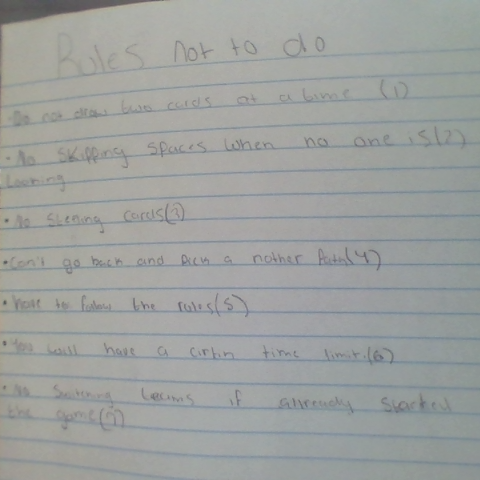 Rules not to do
Do not draw two cards at a time (1)
• No skipping spaces when no one is (2)
looking
• No stening cards (3)
• Can't go back and pick a nother Path (4)
• have to follow the rules (5)
• You will have a cirtin time limit. (6)
• No switching teams if allready started
the game (7)